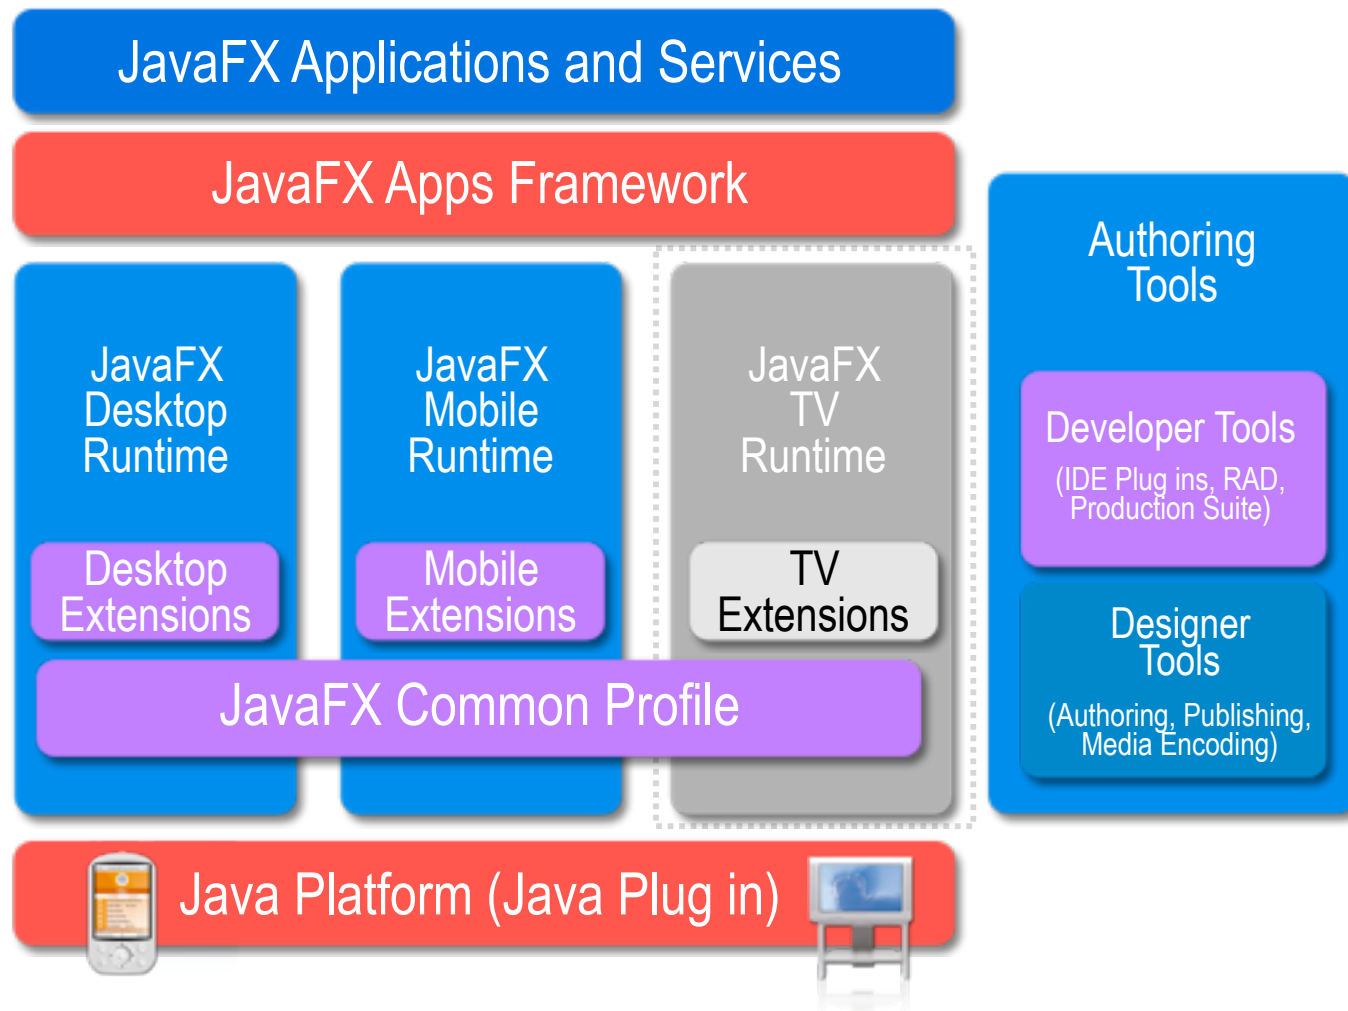 JavaFX Applications and Services
JavaFX Apps Framework
JavaFX
Desktop
Runtime
Desktop
Extensions
JavaFX
Mobile
Runtime
Mobile
Extensions
JavaFX
TV
Runtime
TV
Extensions
JavaFX Common Profile
Java Platform (Java Plug in)
Authoring
Tools
Developer Tools
(IDE Plug ins, RAD,
Production Suite)
Designer
Tools
(Authoring, Publishing,
Media Encoding)